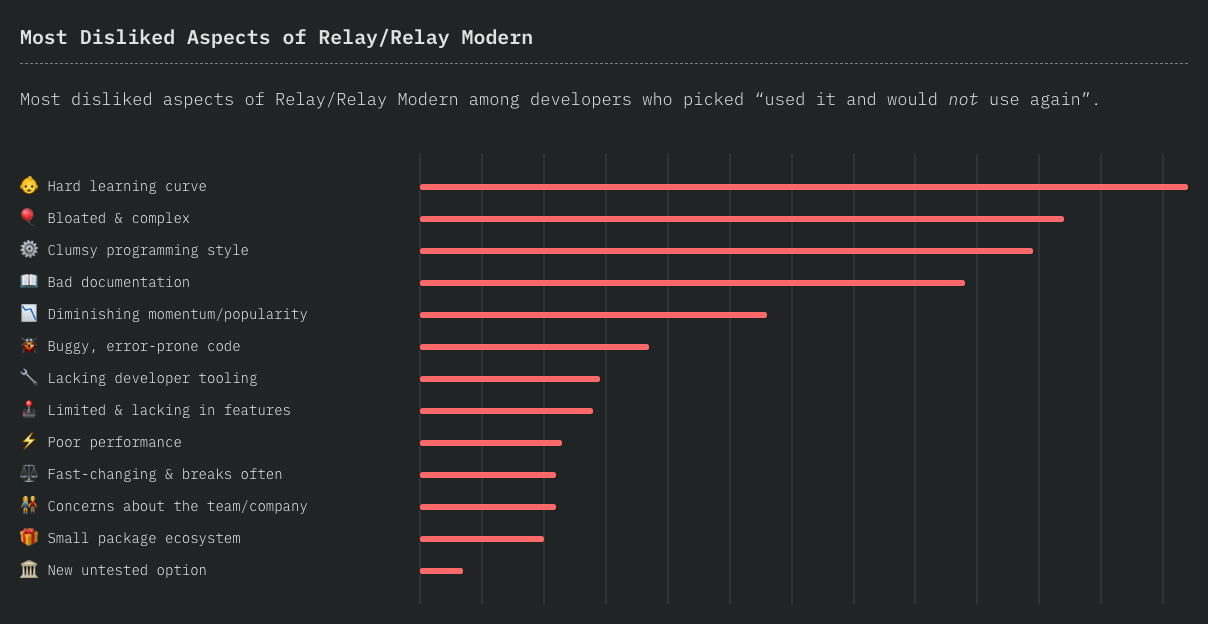 Most Disliked Aspects of Relay/Relay Modern
Most disliked aspects of Relay/Relay Modern among developers who picked “used it and would not use again”.
Hard learning curve
Bloated & complex
Clumsy programming style
Bad documentation
Diminishing momentum/popularity
Buggy, error-prone code
Lacking developer tooling
Limited & lacking in features
Poor performance
Fast-changing & breaks often
Concerns about the team/company
Small package ecosystem
New untested option